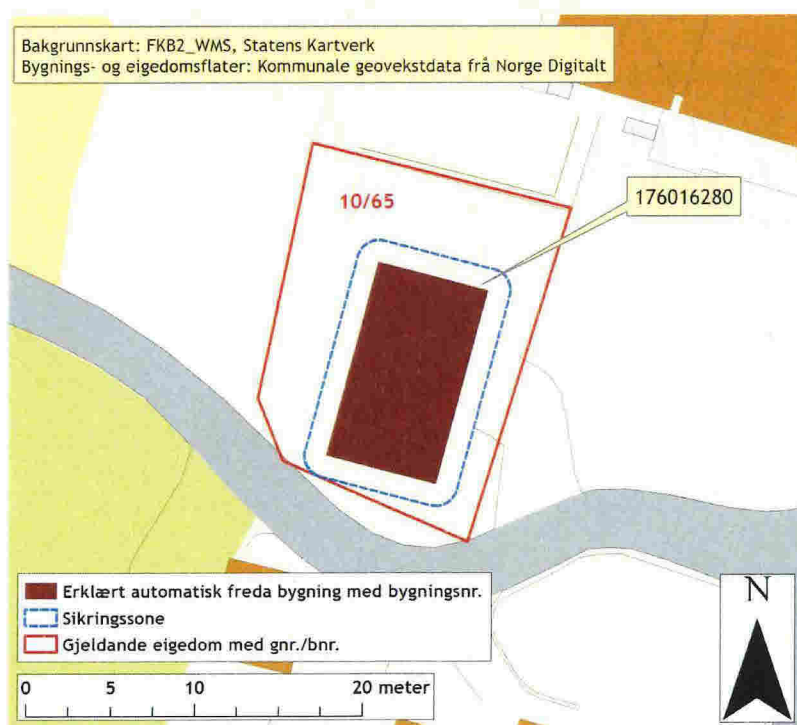 Bakgrunnskart: FKB2_WMS, Statens Kartverk
Bygnings- og eigedomsflater: Kommunale geovekstdata frå Norge Digitalt
10/65
176016280
Erklært automatisk freda bygning med bygningsnr.
Sikringssone
Gjeldande eigedom med gnr./bnr.
0 5 10 20 meter
N